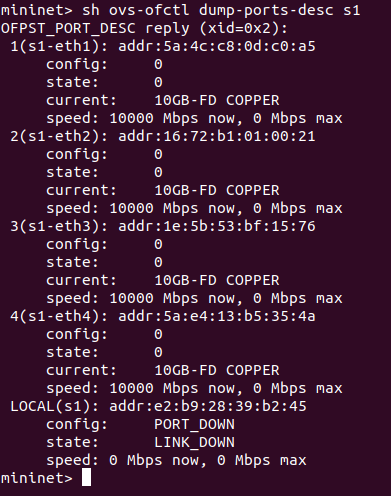 mininet> sh ovs-ofctl dump-ports-desc s1
OFPST_PORT_DESC reply (xid=0x2):
 1(s1-eth1): addr:5a:4c:c8:0d:c0:a5
     config:     0
     state:      0
     current:    10GB-FD COPPER
     speed: 10000 Mbps now, 0 Mbps max
 2(s1-eth2): addr:16:72:b1:01:00:21
     config:     0
     state:      0
     current:    10GB-FD COPPER
     speed: 10000 Mbps now, 0 Mbps max
 3(s1-eth3): addr:1e:5b:53:bf:15:76
     config:     0
     state:      0
     current:    10GB-FD COPPER
     speed: 10000 Mbps now, 0 Mbps max
 4(s1-eth4): addr:5a:e4:13:b5:35:4a
     config:     0
     state:      0
     current:    10GB-FD COPPER
     speed: 10000 Mbps now, 0 Mbps max
 LOCAL(s1): addr:e2:b9:28:39:b2:45
     config:     PORT_DOWN
     state:      LINK_DOWN
     speed: 0 Mbps now, 0 Mbps max
mininet>